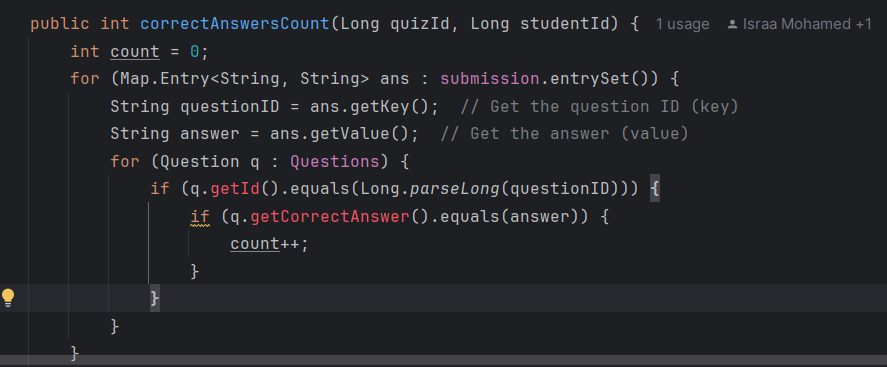 public int correctAnswersCount(Long quizId, Long studentId) { 1 usage Israa Mohamed +1
int count = 0;
for (Map.Entry<String, String> ans : submission.entrySet()) {
String questionID = ans.getKey(); // Get the question ID (key)
String answer = ans.getValue(); // Get the answer (value)
for (Question q : Questions) {
if (q.getId().equals(Long.parseLong(questionID))) {
if (q.getCorrectAnswer().equals(answer)) {
count++;
}
}
}
}